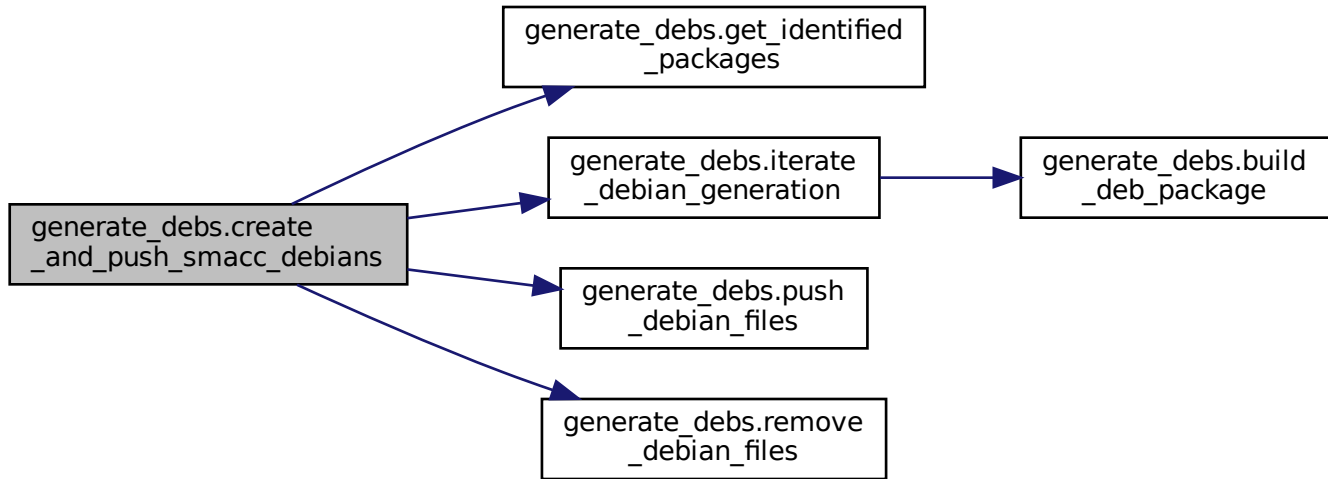 generate_debs.get_identified
_packages
generate_debs.iterate
_debian_generation
generate_debs.build
_deb_package
generate_debs.create
_and_push_smacc_debians
generate_debs.push
_debian_files
generate_debs.remove
_debian_files